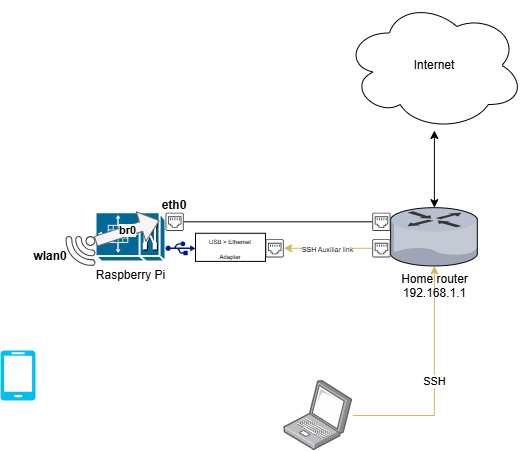 Internet
eth0
br0
wlan0
USB > Ethernet
Adapter
SSH Auxiliar link
Raspberry Pi
Home router
192.168.1.1
SSH